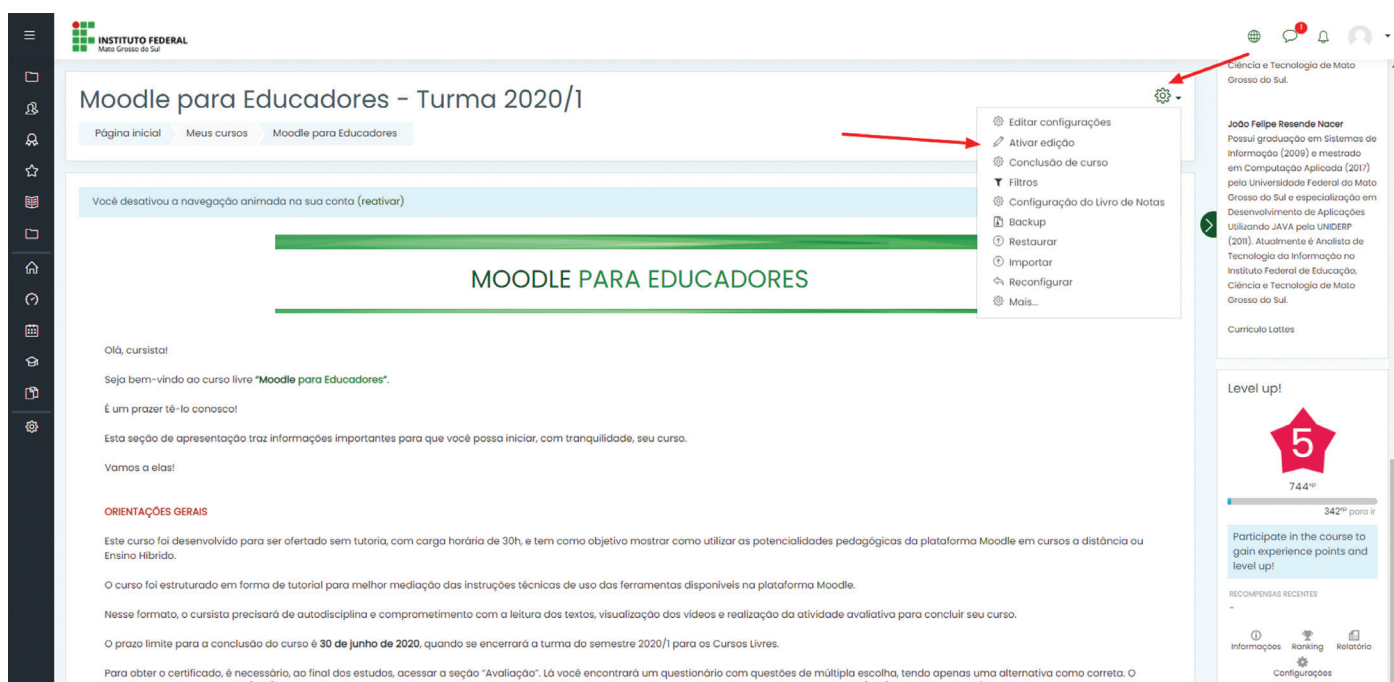 INSTITUTO FEDERAL
Mato Grosso do Sul
1
Moodle para Educadores - Turma 2020/1
Página inicial Meus cursos Moodle para Educadores
Editar configurações
Ativar edição
Conclusão de curso
Filtros
Configuração do Livro de Notas
Backup
Restaurar
Importar
Reconfigurar
Mais...
Você desativou a navegação animada na sua conta (reativar)
MOODLE PARA EDUCADORES
Olá, cursista!
Seja bem-vindo ao curso livre "Moodle para Educadores".
É um prazer tê-lo conosco!
Esta seção de apresentação traz informações importantes para que você possa iniciar, com tranquilidade, seu curso.
Vamos a elas!
ORIENTAÇÕES GERAIS
Este curso foi desenvolvido para ser ofertado sem tutoria, com carga horária de 30h, e tem como objetivo mostrar como utilizar as potencialidades pedagógicas da plataforma Moodle em cursos a distância ou
Ensino Híbrido.
O curso foi estruturado em forma de tutorial para melhor mediação das instruções técnicas de uso das ferramentas disponíveis na plataforma Moodle.
Nesse formato, o cursista precisará de autodisciplina e comprometimento com a leitura dos textos, visualização dos vídeos e realização da atividade avaliativa para concluir seu curso.
O prazo limite para a conclusão do curso é 30 de junho de 2020, quando se encerrará a turma do semestre 2020/1 para os Cursos Livres.
Para obter o certificado, é necessário, ao final dos estudos, acessar a seção "Avaliação". Lá você encontrará um questionário com questões de múltipla escolha, tendo apenas uma alternativa como correta. O
Ciência e Tecnologia de Mato
Grosso do Sul.
João Felipe Resende Nacer
Possui graduação em Sistemas de
Informação (2009) e mestrado
em Computação Aplicada (2017)
pela Universidade Federal do Mato
Grosso do Sul e especialização em
Desenvolvimento de Aplicações
Utilizando JAVA pela UNIDERP
(2011). Atualmente é Analista de
Tecnologia da Informação no
Instituto Federal de Educação,
Ciência e Tecnologia de Mato
Grosso do Sul.
Currículo Lattes
Level up!
5
744xp
342xp para ir
Participate in the course to
gain experience points and
level up!
RECOMPENSAS RECENTES
-
Informações Ranking Relatório
Configurações